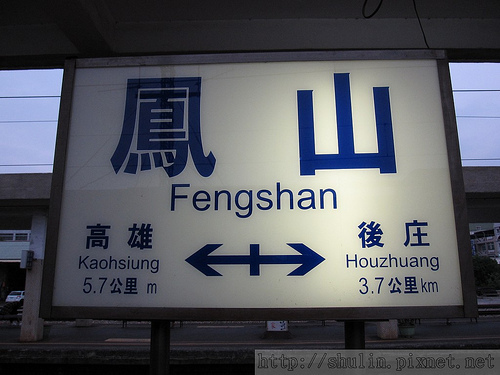 鳳山
Fengshan
高雄
Kaohsiung
5.7公里 m
後庄
Houzhuang
3.7公里km
http://shulin.pixnet.net